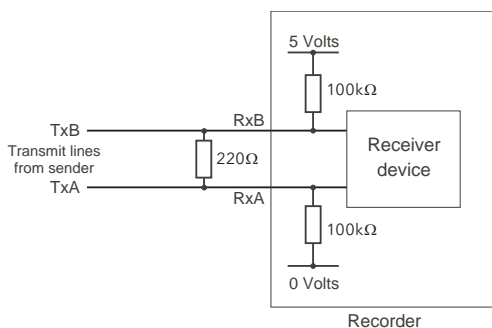 5 Volts
100kΩ
TxB
RxB
Transmit lines
from sender
220Ω
Receiver
device
TxA
RxA
100kΩ
0 Volts
Recorder